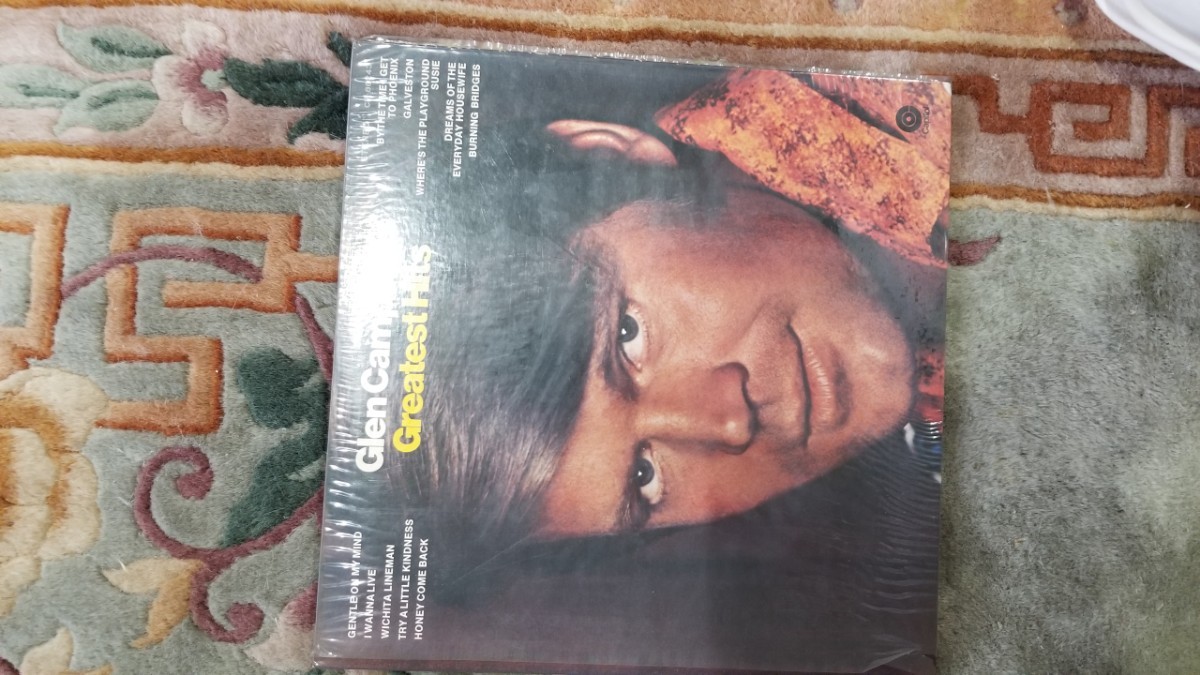 Glen Camp
Greatest Hits
GENTLE ON MY MIND
I WANNA LIVE
WICHITA LINEMAN
TRY A LITTLE KINDNESS
HONEY COME BACK
BY THE TIME I GET
TO PHOENIX
GALVESTON
WHERE'S THE PLAYGROUND
SUSIE
DREAMS OF THE
EVERYDAY HOUSEWIFE
BURNING BRIDGES